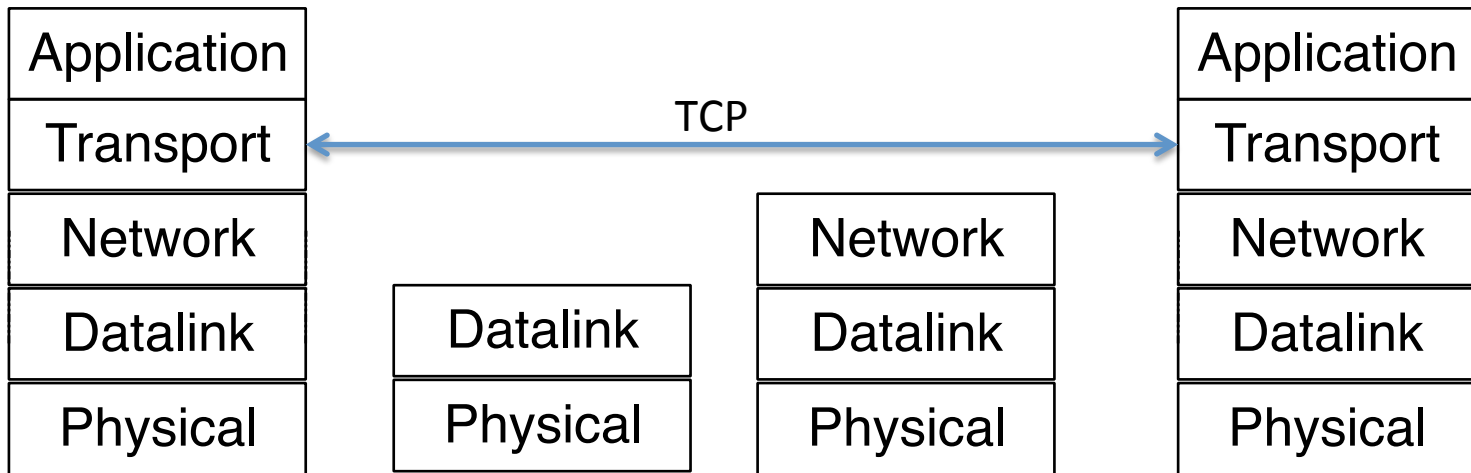 Application
Transport
Network
Datalink
Physical
TCP
Datalink
Physical
Network
Datalink
Physical
Application
Transport
Network
Datalink
Physical